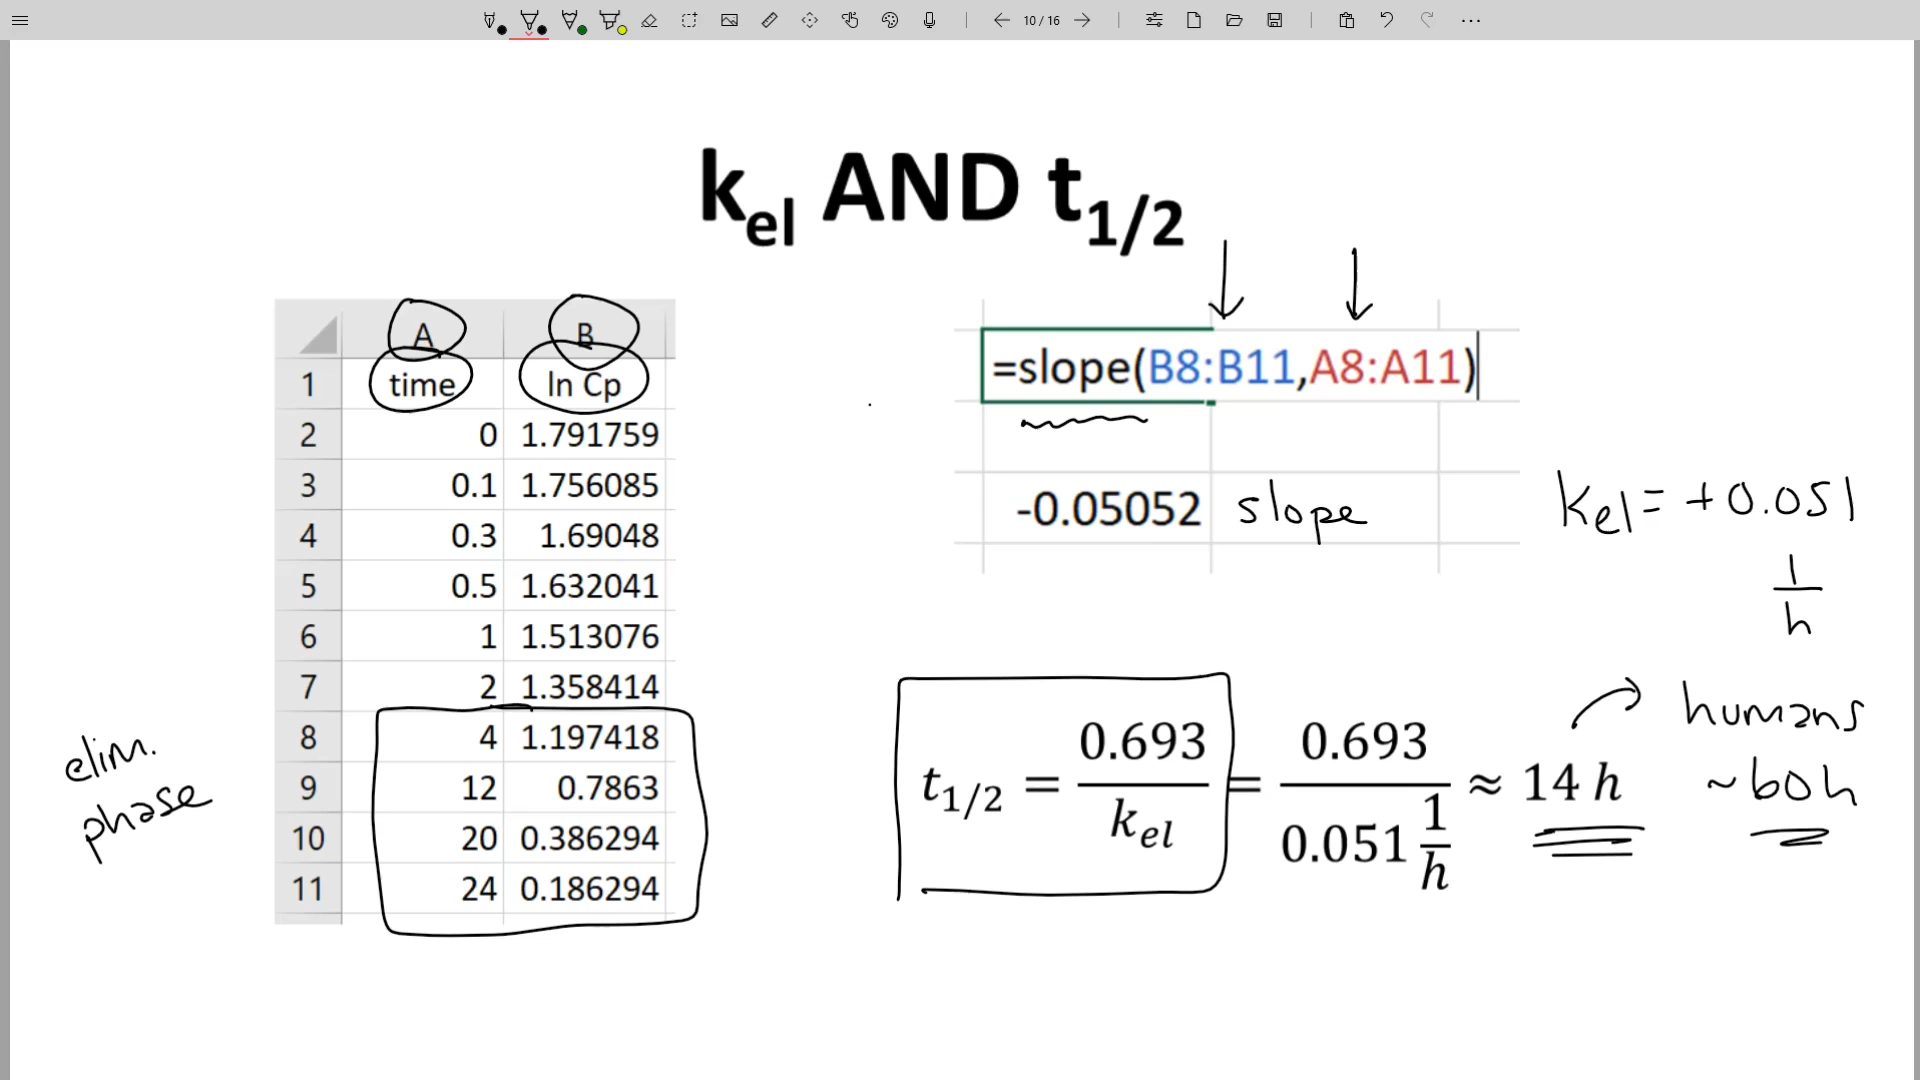 10 / 16
kel AND t1/2
A B
1 time ln Cp
2 0 1.791759
3 0.1 1.756085
4 0.3 1.69048
5 0.5 1.632041
6 1 1.513076
7 2 1.358414
8 4 1.197418
9 12 0.7863
10 20 0.386294
11 24 0.186294
elim.
phase
=slope(B8:B11,A8:A11)
-0.05052 slope
kel = +0.051
1/h
t1/2 = 0.693/kel = 0.693/0.051 1/h ≈ 14 h
humans
~60h